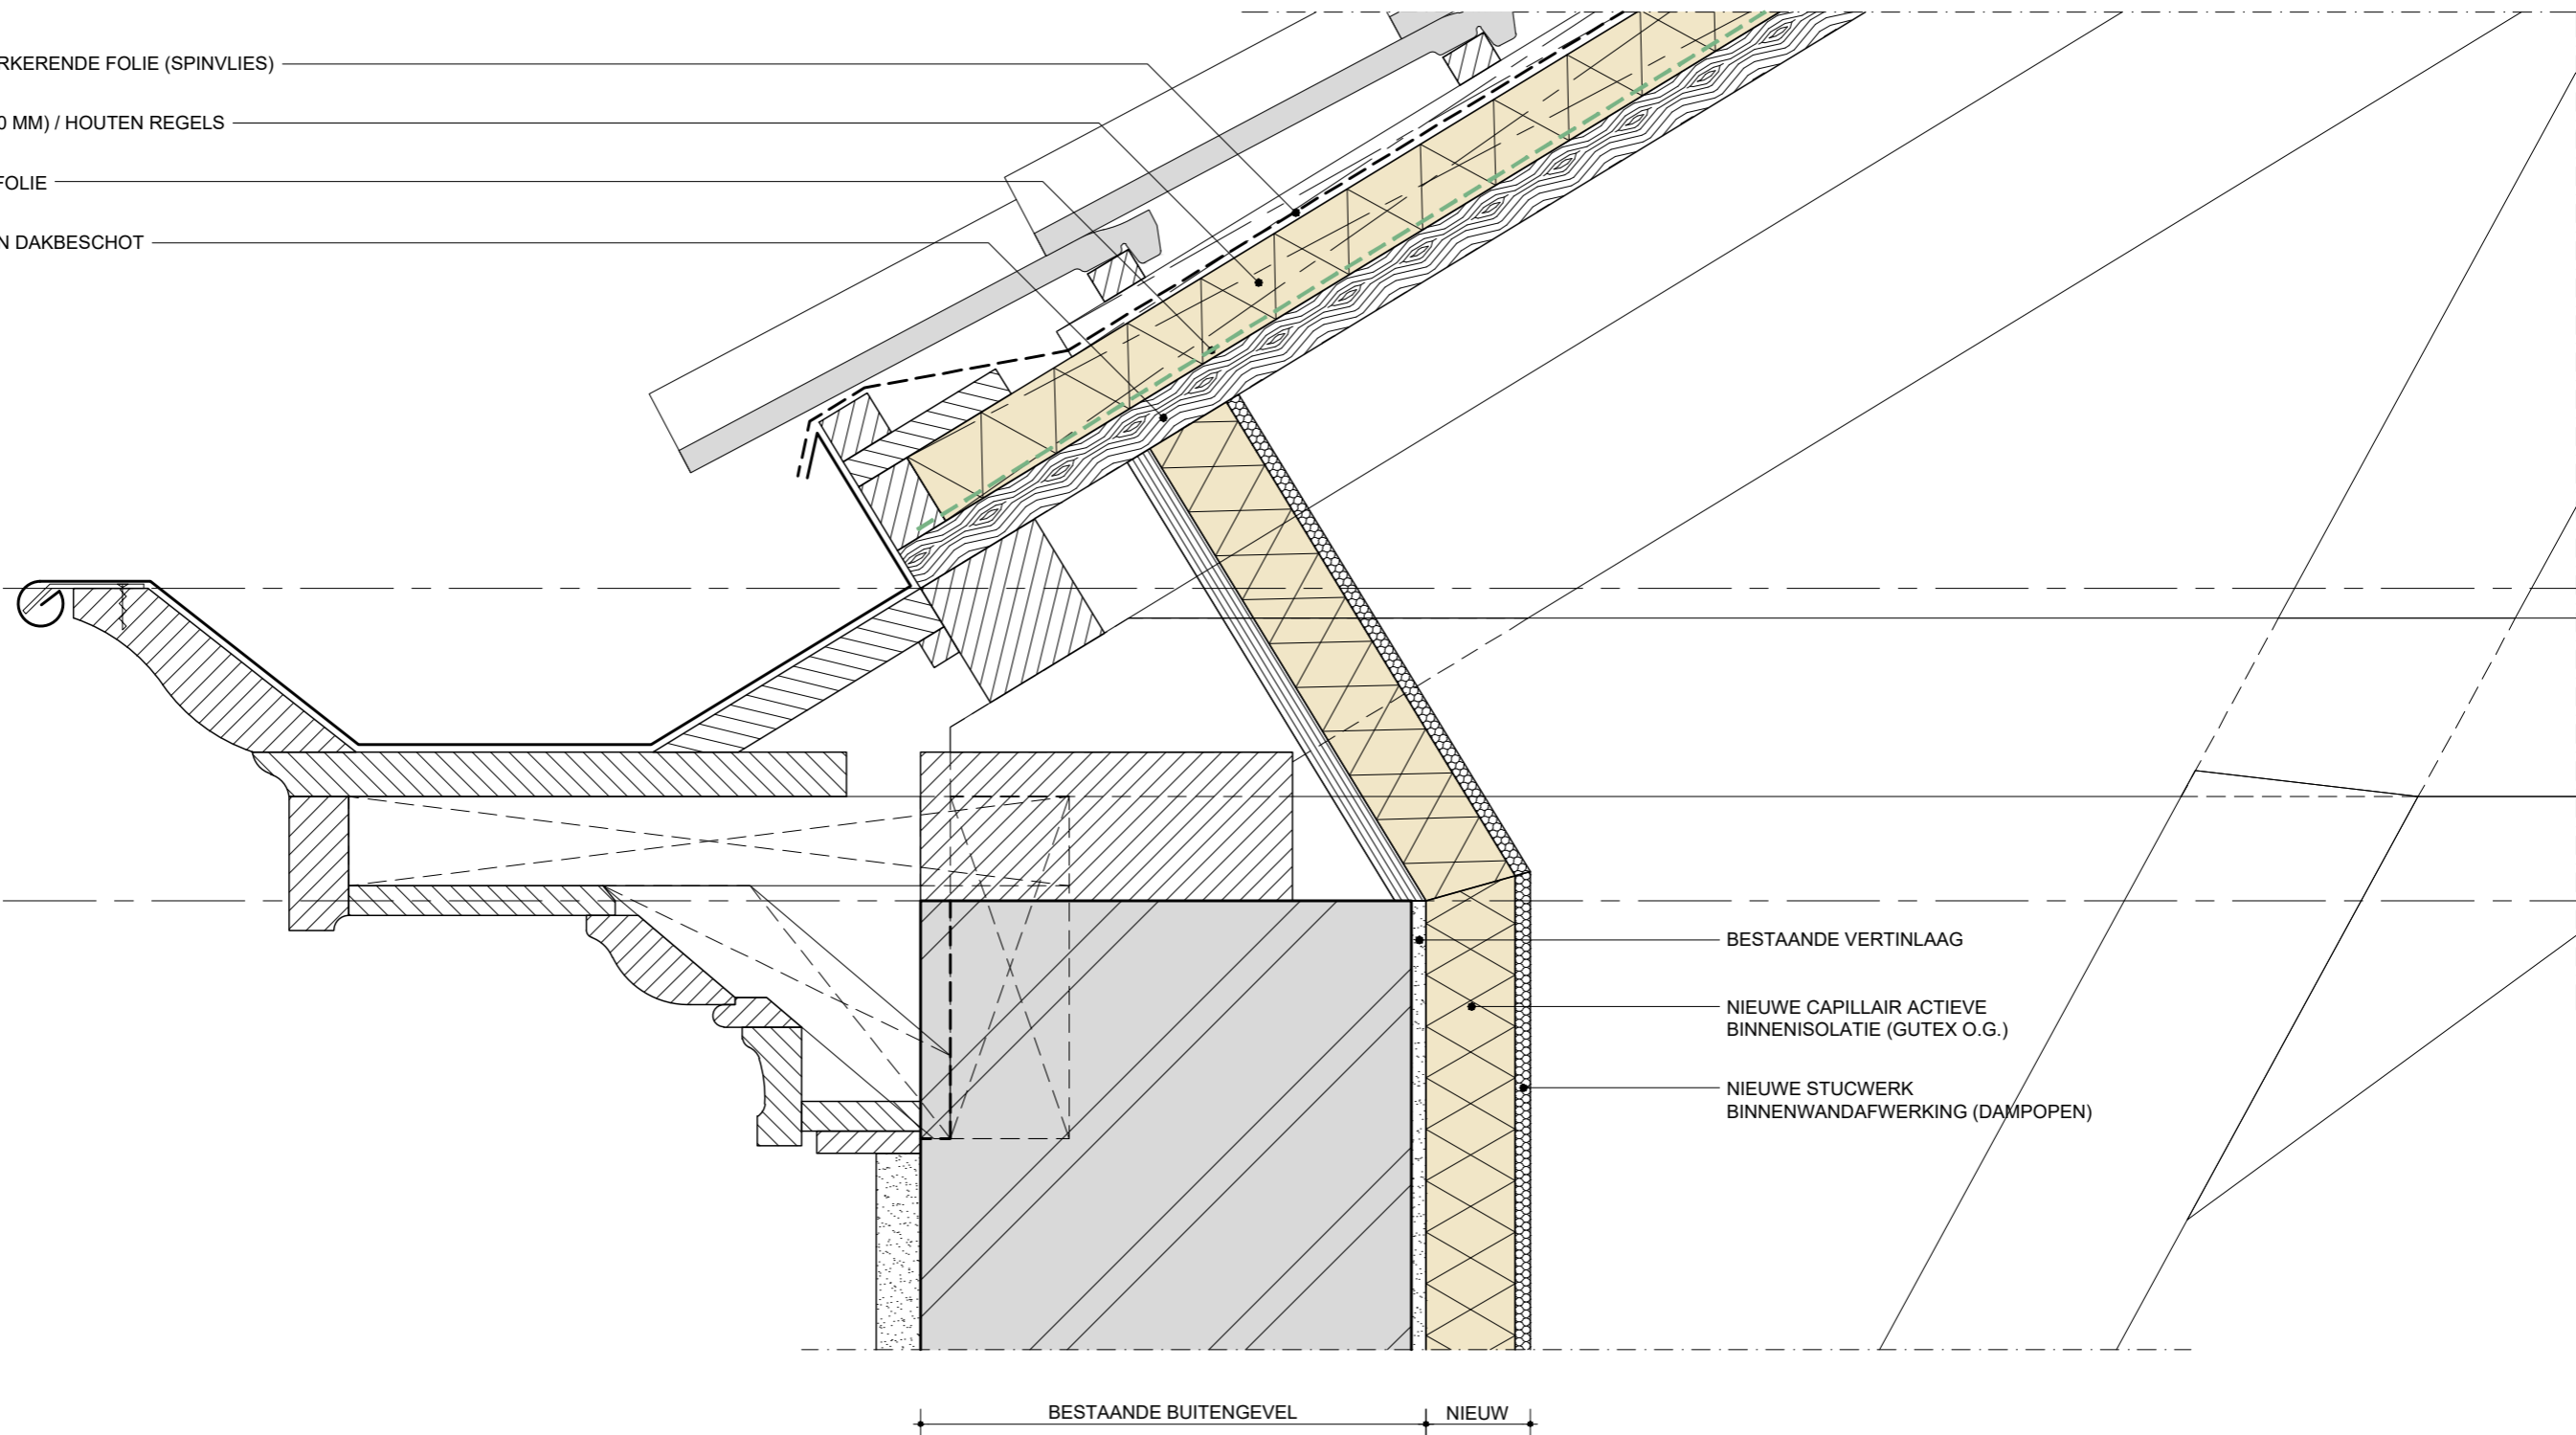 RKERENDE FOLIE (SPINVLIES)
0 MM) / HOUTEN REGELS
FOLIE
N DAKBESCHOT
BESTAANDE VERTINLAAG
NIEUWE CAPILLAIR ACTIEVE
BINNENISOLATIE (GUTEX O.G.)
NIEUWE STUCWERK
BINNENWANDAFWERKING (DAMPOPEN)
BESTAANDE BUITENGEVEL
NIEUW